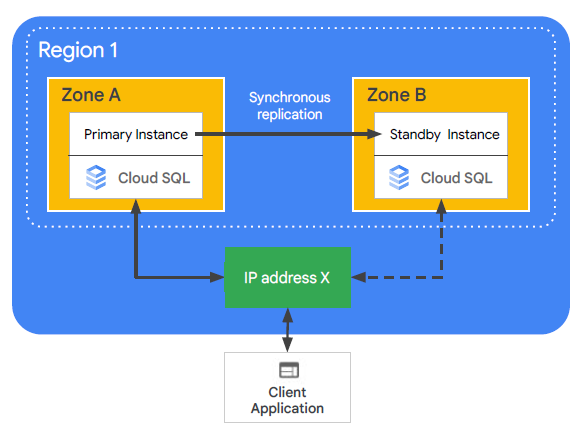 Region 1
Zone A
Primary Instance
Cloud SQL
Synchronous
replication
Zone B
Standby Instance
Cloud SQL
IP address X
Client
Application